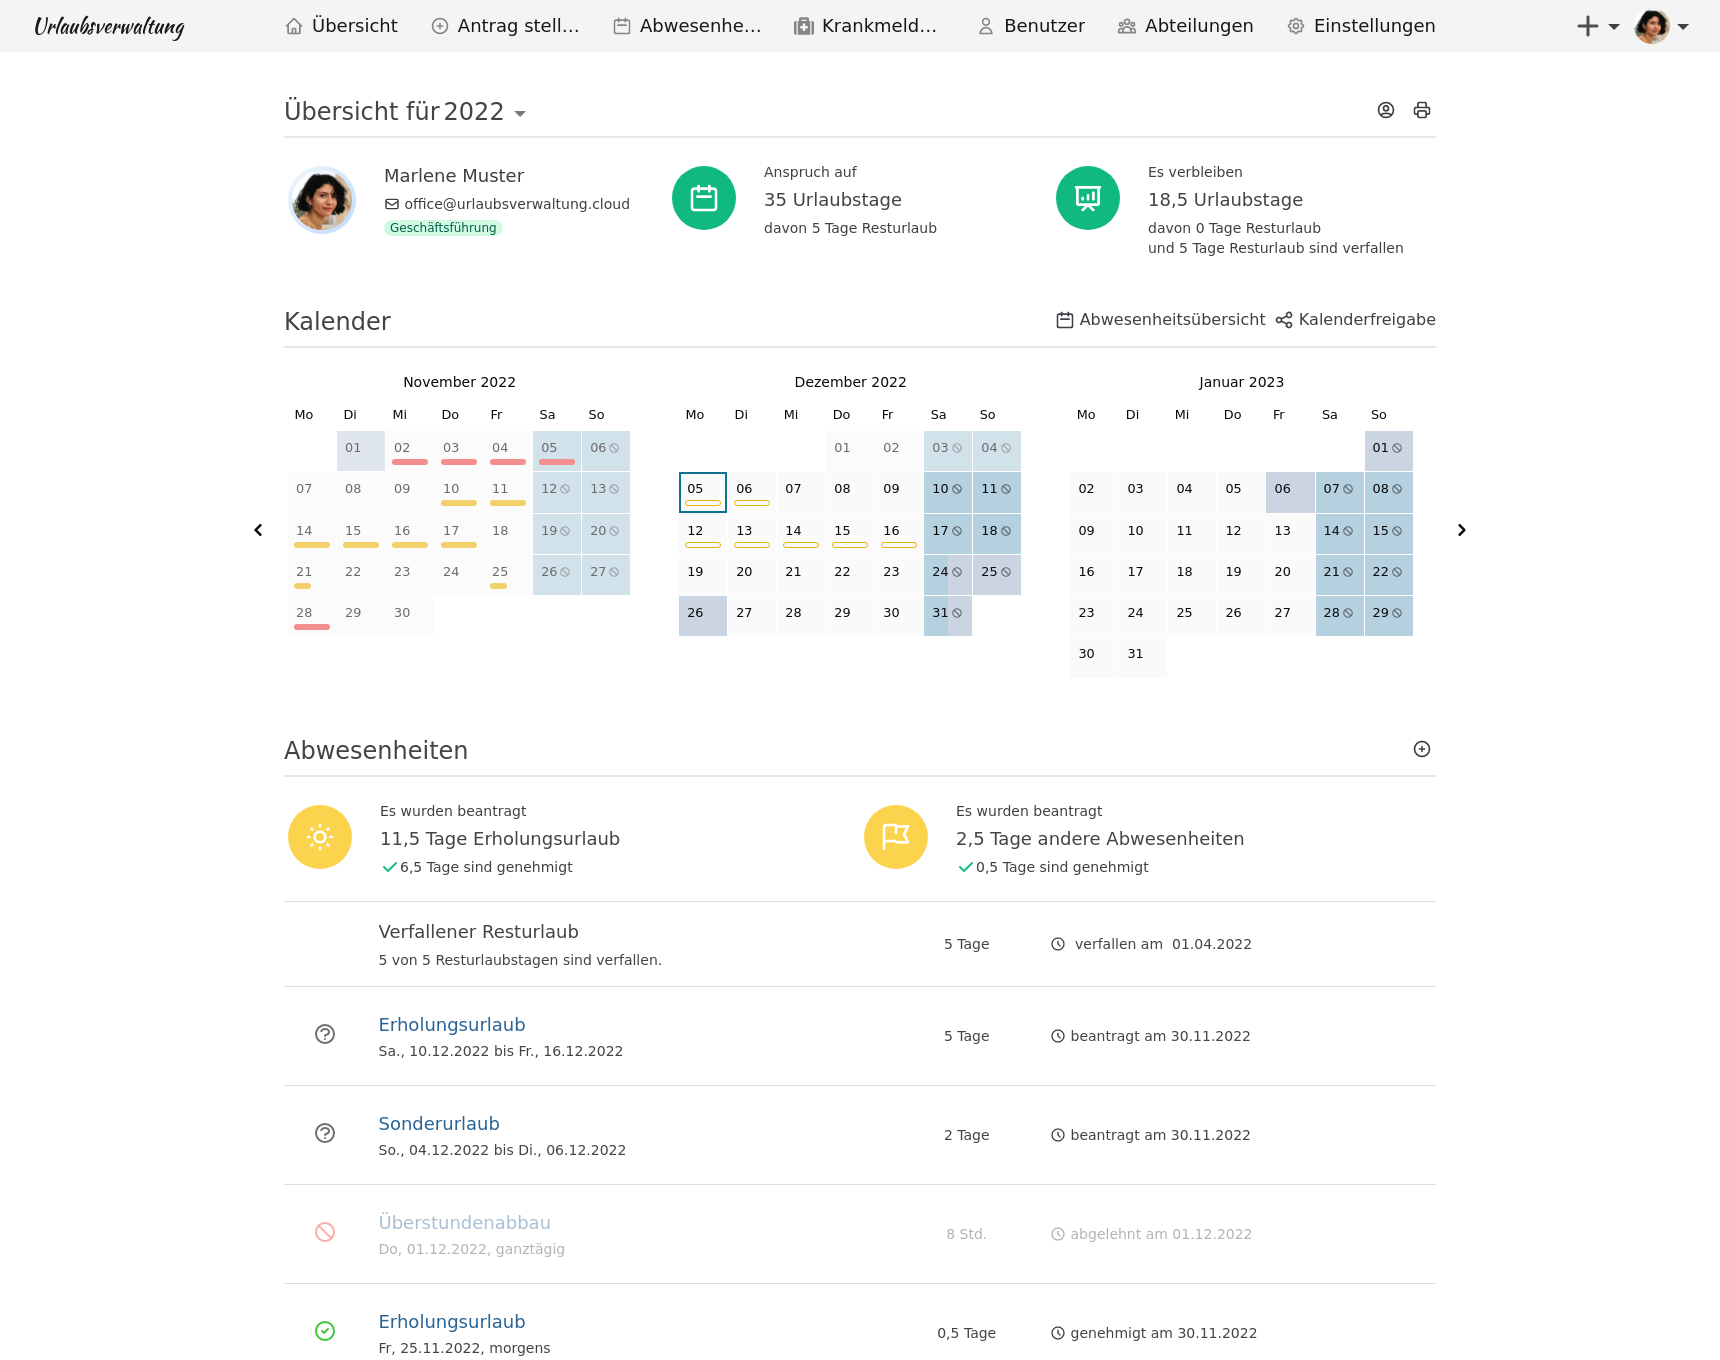 Urlaubsverwaltung
Übersicht Antrag stell… Abwesenhe… Krankmeld… Benutzer Abteilungen Einstellungen
Übersicht für 2022
Marlene Muster
office@urlaubsverwaltung.cloud
Geschäftsführung
Anspruch auf
35 Urlaubstage
davon 5 Tage Resturlaub
Es verbleiben
18,5 Urlaubstage
davon 0 Tage Resturlaub
und 5 Tage Resturlaub sind verfallen
Kalender
Abwesenheitsübersicht Kalenderfreigabe
November 2022
Mo Di Mi Do Fr Sa So
01 02 03 04 05 06
07 08 09 10 11 12 13
14 15 16 17 18 19 20
21 22 23 24 25 26 27
28 29 30
Dezember 2022
Mo Di Mi Do Fr Sa So
01 02 03 04
05 06 07 08 09 10 11
12 13 14 15 16 17 18
19 20 21 22 23 24 25
26 27 28 29 30 31
Januar 2023
Mo Di Mi Do Fr Sa So
01
02 03 04 05 06 07 08
09 10 11 12 13 14 15
16 17 18 19 20 21 22
23 24 25 26 27 28 29
30 31
Abwesenheiten
Es wurden beantragt
11,5 Tage Erholungsurlaub
6,5 Tage sind genehmigt
Es wurden beantragt
2,5 Tage andere Abwesenheiten
0,5 Tage sind genehmigt
Verfallener Resturlaub
5 von 5 Resturlaubstagen sind verfallen.
5 Tage
verfallen am 01.04.2022
Erholungsurlaub
Sa., 10.12.2022 bis Fr., 16.12.2022
5 Tage
beantragt am 30.11.2022
Sonderurlaub
So., 04.12.2022 bis Di., 06.12.2022
2 Tage
beantragt am 30.11.2022
Überstundenabbau
Do, 01.12.2022, ganztägig
8 Std.
abgelehnt am 01.12.2022
Erholungsurlaub
Fr, 25.11.2022, morgens
0,5 Tage
genehmigt am 30.11.2022